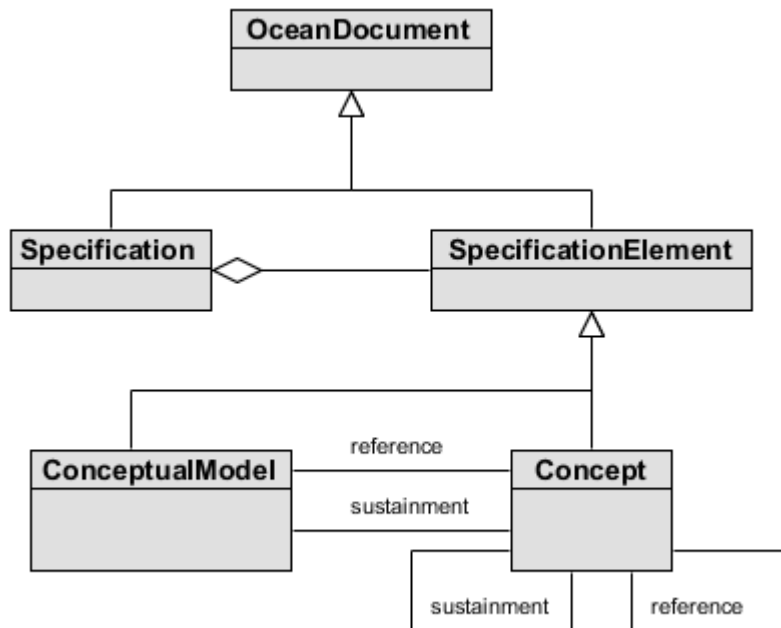 OceanDocument
Specification
SpecificationElement
ConceptualModel
reference
Concept
sustainment
sustainment
reference